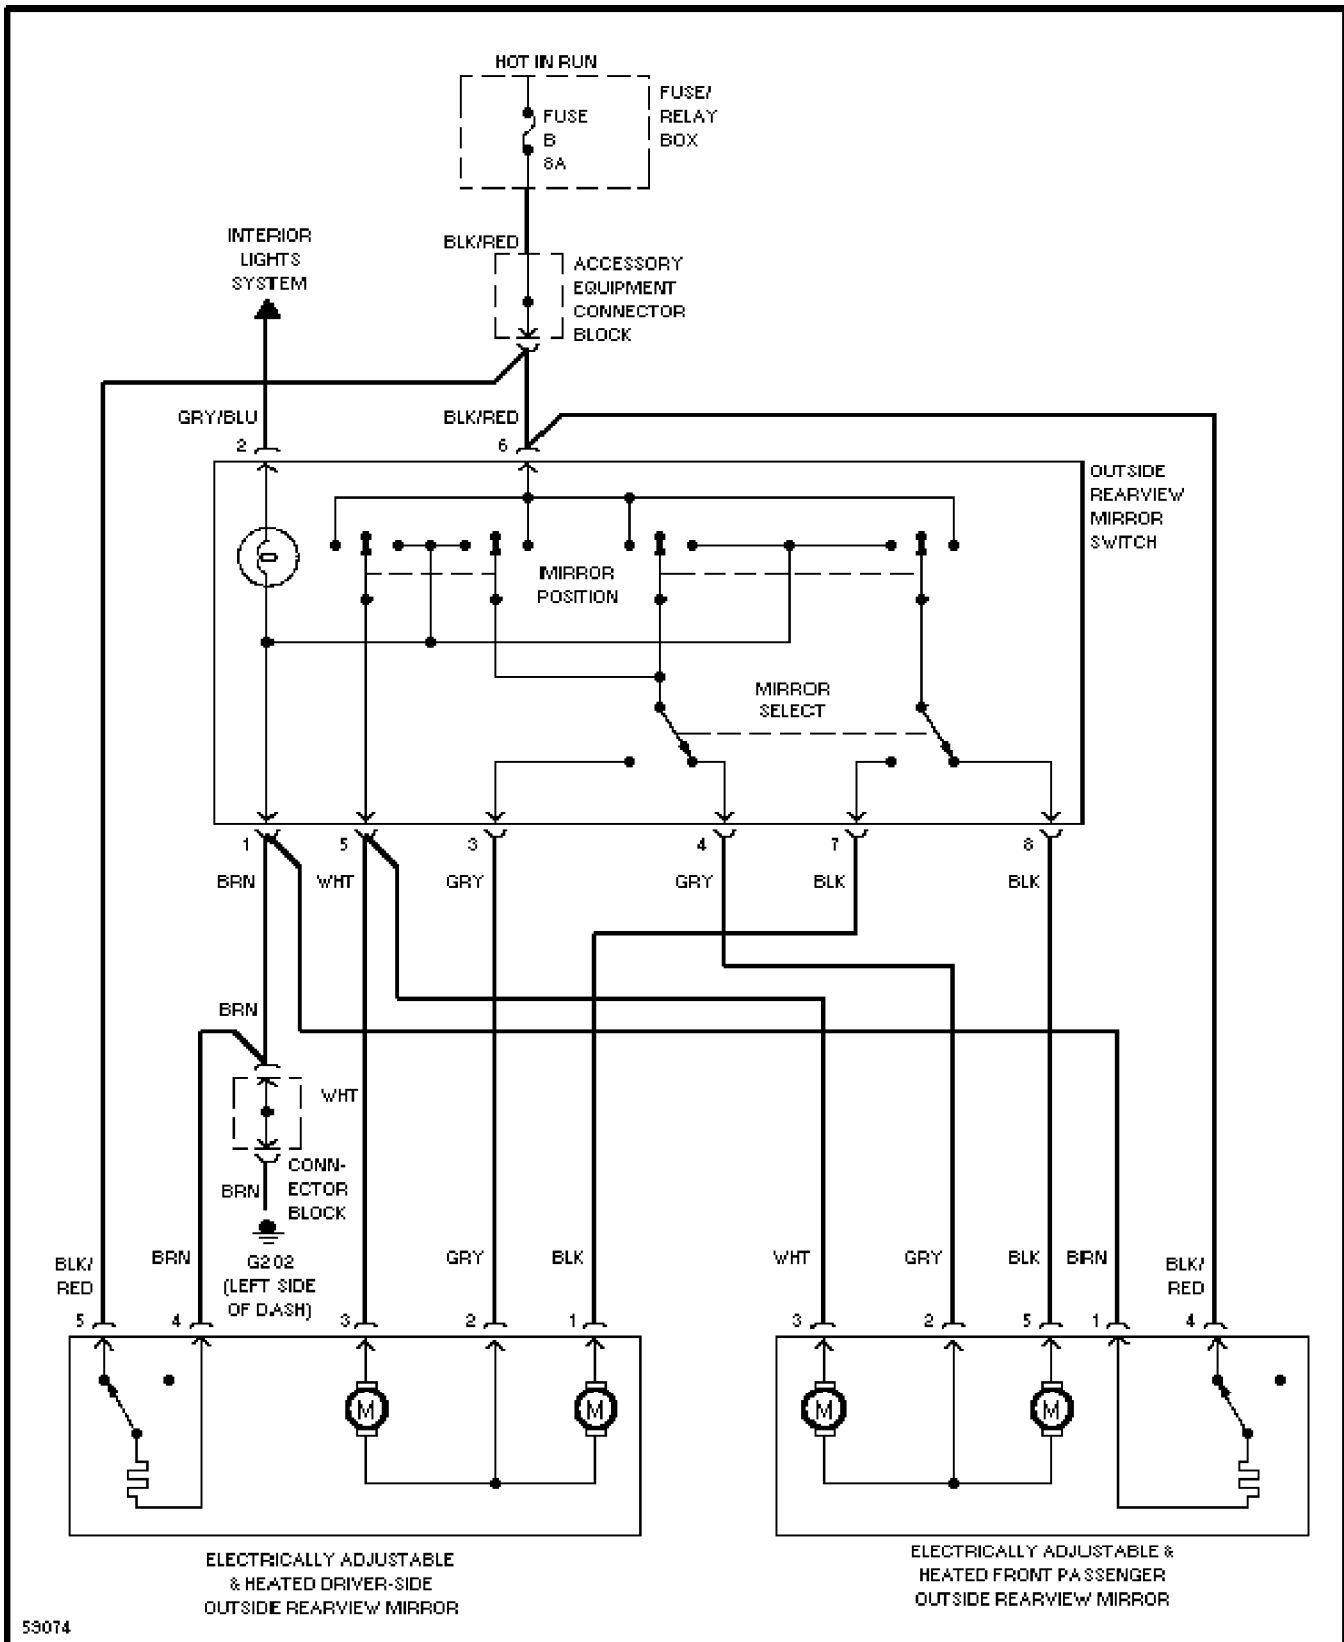 HOT IN RUN
FUSE/
RELAY
BOX
FUSE
B
8A
BLK/RED
INTERIOR
LIGHTS
SYSTEM
ACCESSORY
EQUIPMENT
CONNECTOR
BLOCK
GRY/BLU
BLK/RED
2
6
OUTSIDE
REARVIEW
MIRROR
SWITCH
MIRROR
POSITION
MIRROR
SELECT
1 5 3 4 7 8
BRN WHT GRY GRY BLK BLK
BRN
WHT
CONN-
ECTOR
BLOCK
BRN
G202
(LEFT SIDE
OF DASH)
BLK/
RED
BRN
GRY
BLK
WHT
GRY
BLK
BRN
BLK/
RED
5 4 3 2 1 3 2 5 1 4
M M M M
ELECTRICALLY ADJUSTABLE
& HEATED DRIVER-SIDE
OUTSIDE REARVIEW MIRROR
ELECTRICALLY ADJUSTABLE &
HEATED FRONT PASSENGER
OUTSIDE REARVIEW MIRROR
59074